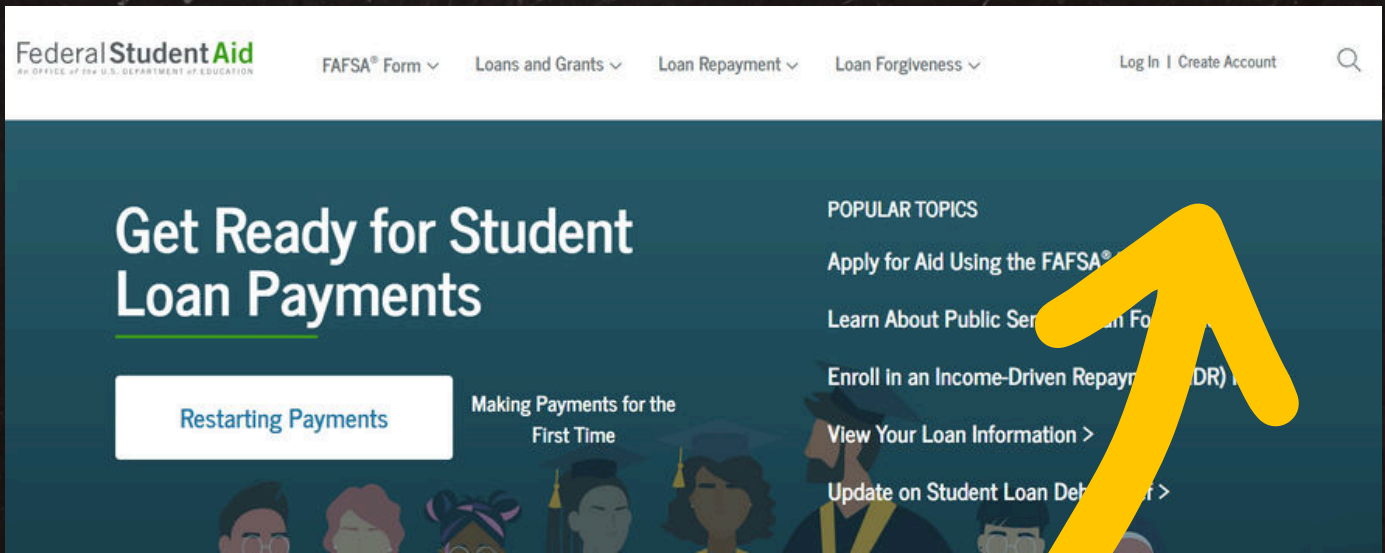 Federal Student Aid
An OFFICE of the U.S. DEPARTMENT of EDUCATION
FAFSA® Form
Loans and Grants
Loan Repayment
Loan Forgiveness
Log In | Create Account
Get Ready for Student
Loan Payments
Restarting Payments
Making Payments for the
First Time
POPULAR TOPICS
Apply for Aid Using the FAFSA®
Learn About Public
Enroll in an Income-Driven
View Your Loan Information >
Update on Student Loan >